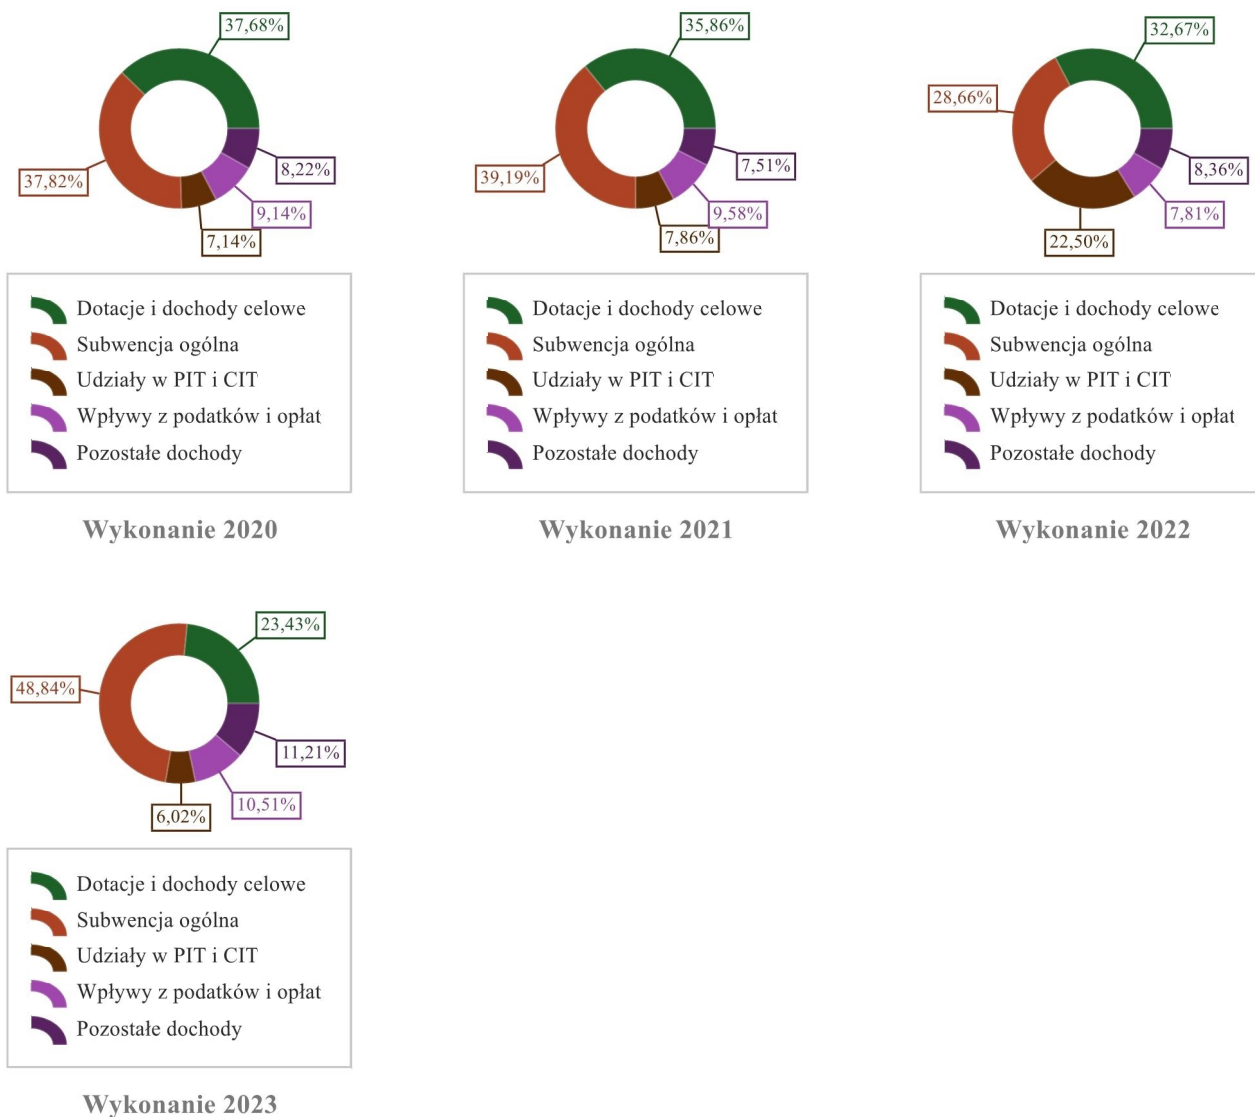 37,68%
37,82%
8,22%
9,14%
7,14%
Dotacje i dochody celowe
Subwencja ogólna
Udziały w PIT i CIT
Wpływy z podatków i opłat
Pozostałe dochody
Wykonanie 2020
35,86%
39,19%
7,51%
9,58%
7,86%
Dotacje i dochody celowe
Subwencja ogólna
Udziały w PIT i CIT
Wpływy z podatków i opłat
Pozostałe dochody
Wykonanie 2021
32,67%
28,66%
8,36%
7,81%
22,50%
Dotacje i dochody celowe
Subwencja ogólna
Udziały w PIT i CIT
Wpływy z podatków i opłat
Pozostałe dochody
Wykonanie 2022
23,43%
48,84%
11,21%
10,51%
6,02%
Dotacje i dochody celowe
Subwencja ogólna
Udziały w PIT i CIT
Wpływy z podatków i opłat
Pozostałe dochody
Wykonanie 2023